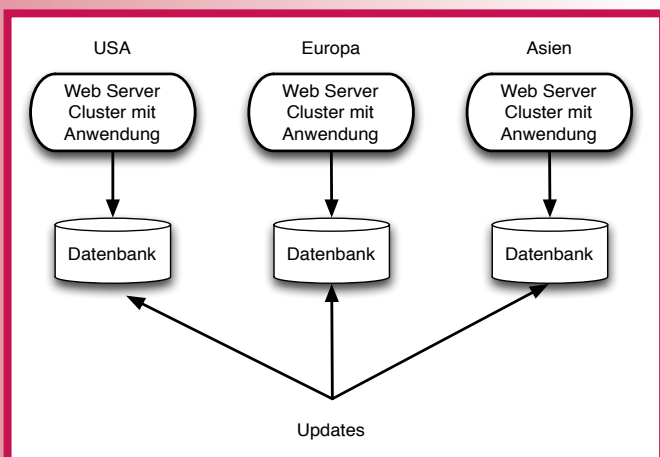 USA
Europa
Asien
Web Server
Cluster mit
Anwendung
Web Server
Cluster mit
Anwendung
Web Server
Cluster mit
Anwendung
Datenbank
Datenbank
Datenbank
Updates